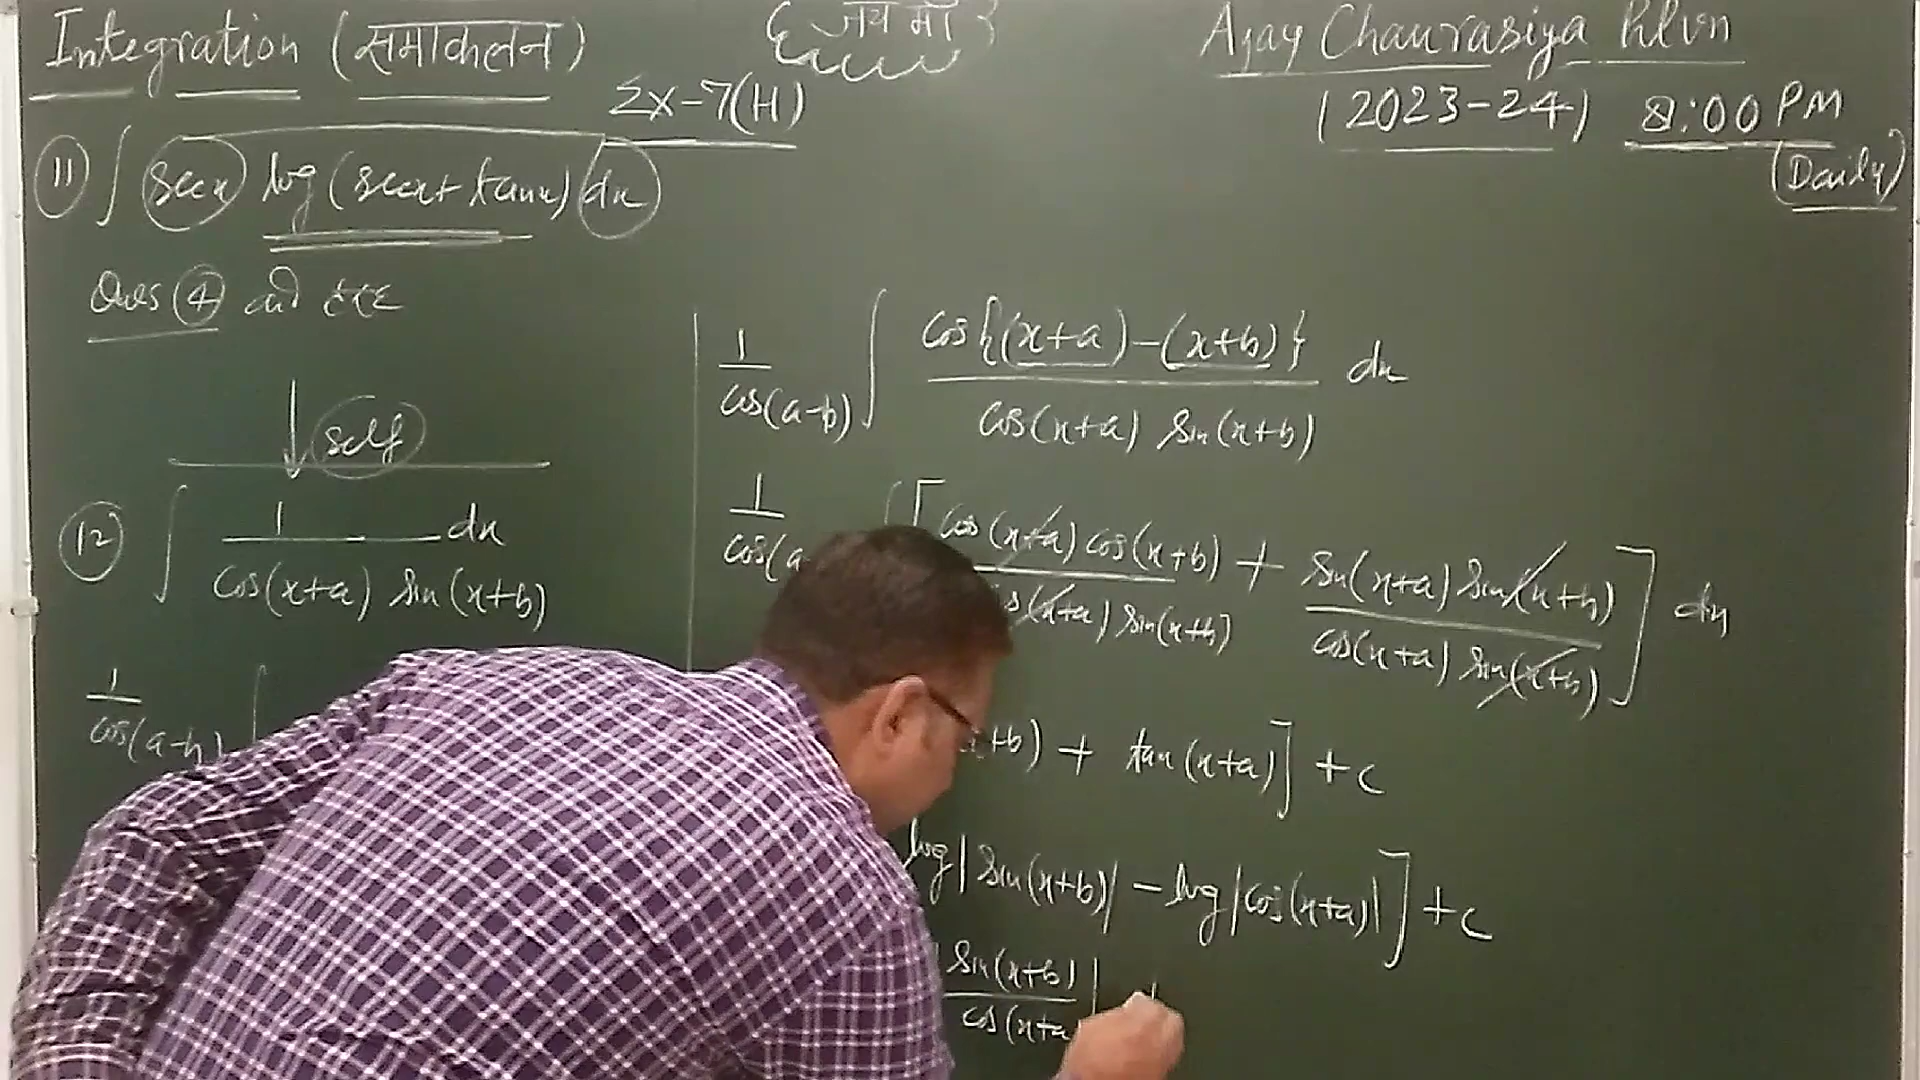 Integration (समाकलन)
Ex-7(H)
{जय माँ}
Ajay Chaurasiya
(2023-24) 8:00 PM
(Daily)
(11) ∫ secx log(secx + tanx) dx
Ques (4)
self
(12) ∫ 1 / cos(x+a) sin(x+b) dx
1 / cos(a-b) ∫
1 / cos(a-b) ∫ cos{(x+a)-(x+b)} / cos(x+a) sin(x+b) dx
1 / cos(a- ∫ [ cos(x+a) cos(x+b) / cos(x+a) sin(x+b) + sin(x+a) sin(x+b) / cos(x+a) sin(x+b) ] dx
x+b) + tan(x+a)] + c
log|sin(x+b)| - log|cos(x+a)|] + c
sin(x+b) / cos(x+a |